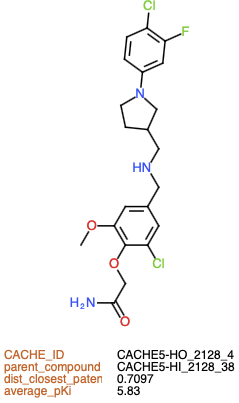 Cl
F
N
HN
O
Cl
O
H₂N
O
CACHE_ID CACHE5-HO_2128_4
parent_compound CACHE5-HI_2128_38
dist_closest_paten 0.7097
average_pKi 5.83